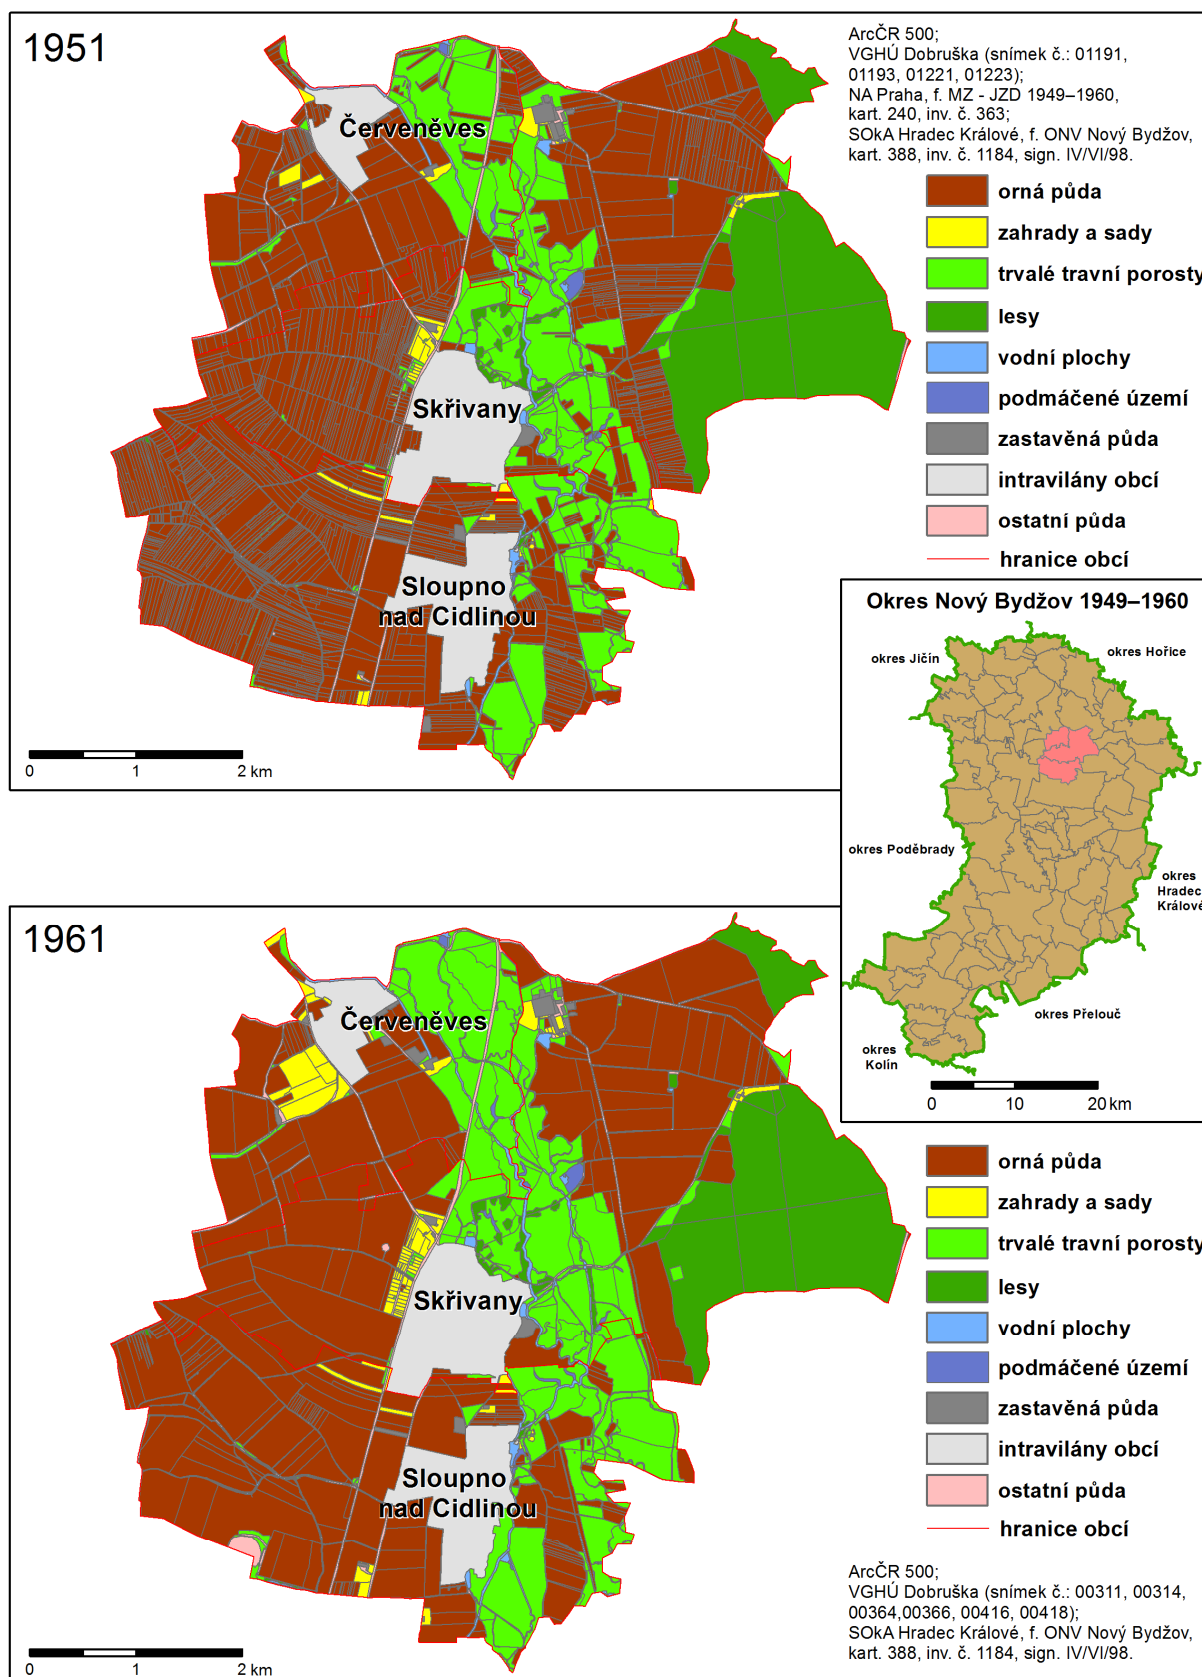 1951
ArcČR 500;
VGHÚ Dobruška (snímek č.: 01191,
01193, 01221, 01223);
NA Praha, f. MZ - JZD 1949–1960,
kart. 240, inv. č. 363;
SOkA Hradec Králové, f. ONV Nový Bydžov,
kart. 388, inv. č. 1184, sign. IV/VI/98.
Červeněves
Skřivany
Sloupno
nad Cidlinou
orná půda
zahrady a sady
trvalé travní porosty
lesy
vodní plochy
podmáčené území
zastavěná půda
intravilány obcí
ostatní půda
hranice obcí
0 1 2 km
Okres Nový Bydžov 1949–1960
okres Jičín
okres Hořice
okres Poděbrady
okres
Hradec
Králové
okres Přelouč
okres
Kolín
0 10 20 km
1961
Červeněves
Skřivany
Sloupno
nad Cidlinou
orná půda
zahrady a sady
trvalé travní porosty
lesy
vodní plochy
podmáčené území
zastavěná půda
intravilány obcí
ostatní půda
hranice obcí
ArcČR 500;
VGHÚ Dobruška (snímek č.: 00311, 00314,
00364,00366, 00416, 00418);
SOkA Hradec Králové, f. ONV Nový Bydžov,
kart. 388, inv. č. 1184, sign. IV/VI/98.
0 1 2 km